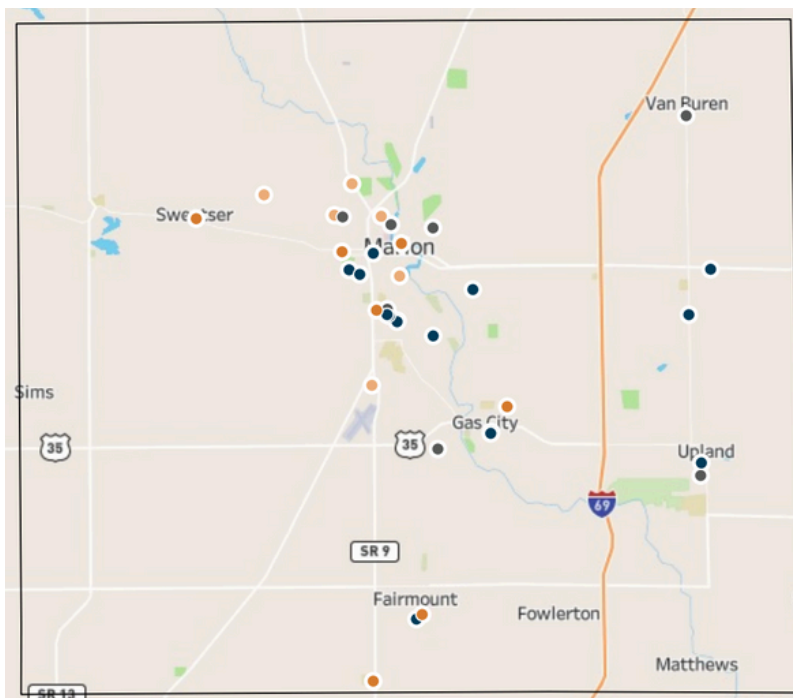 Van Buren
Sweetser
Marion
Sims
Gas City
35
35
Upland
69
SR 9
Fairmount
Fowlerton
Matthews
SR 13